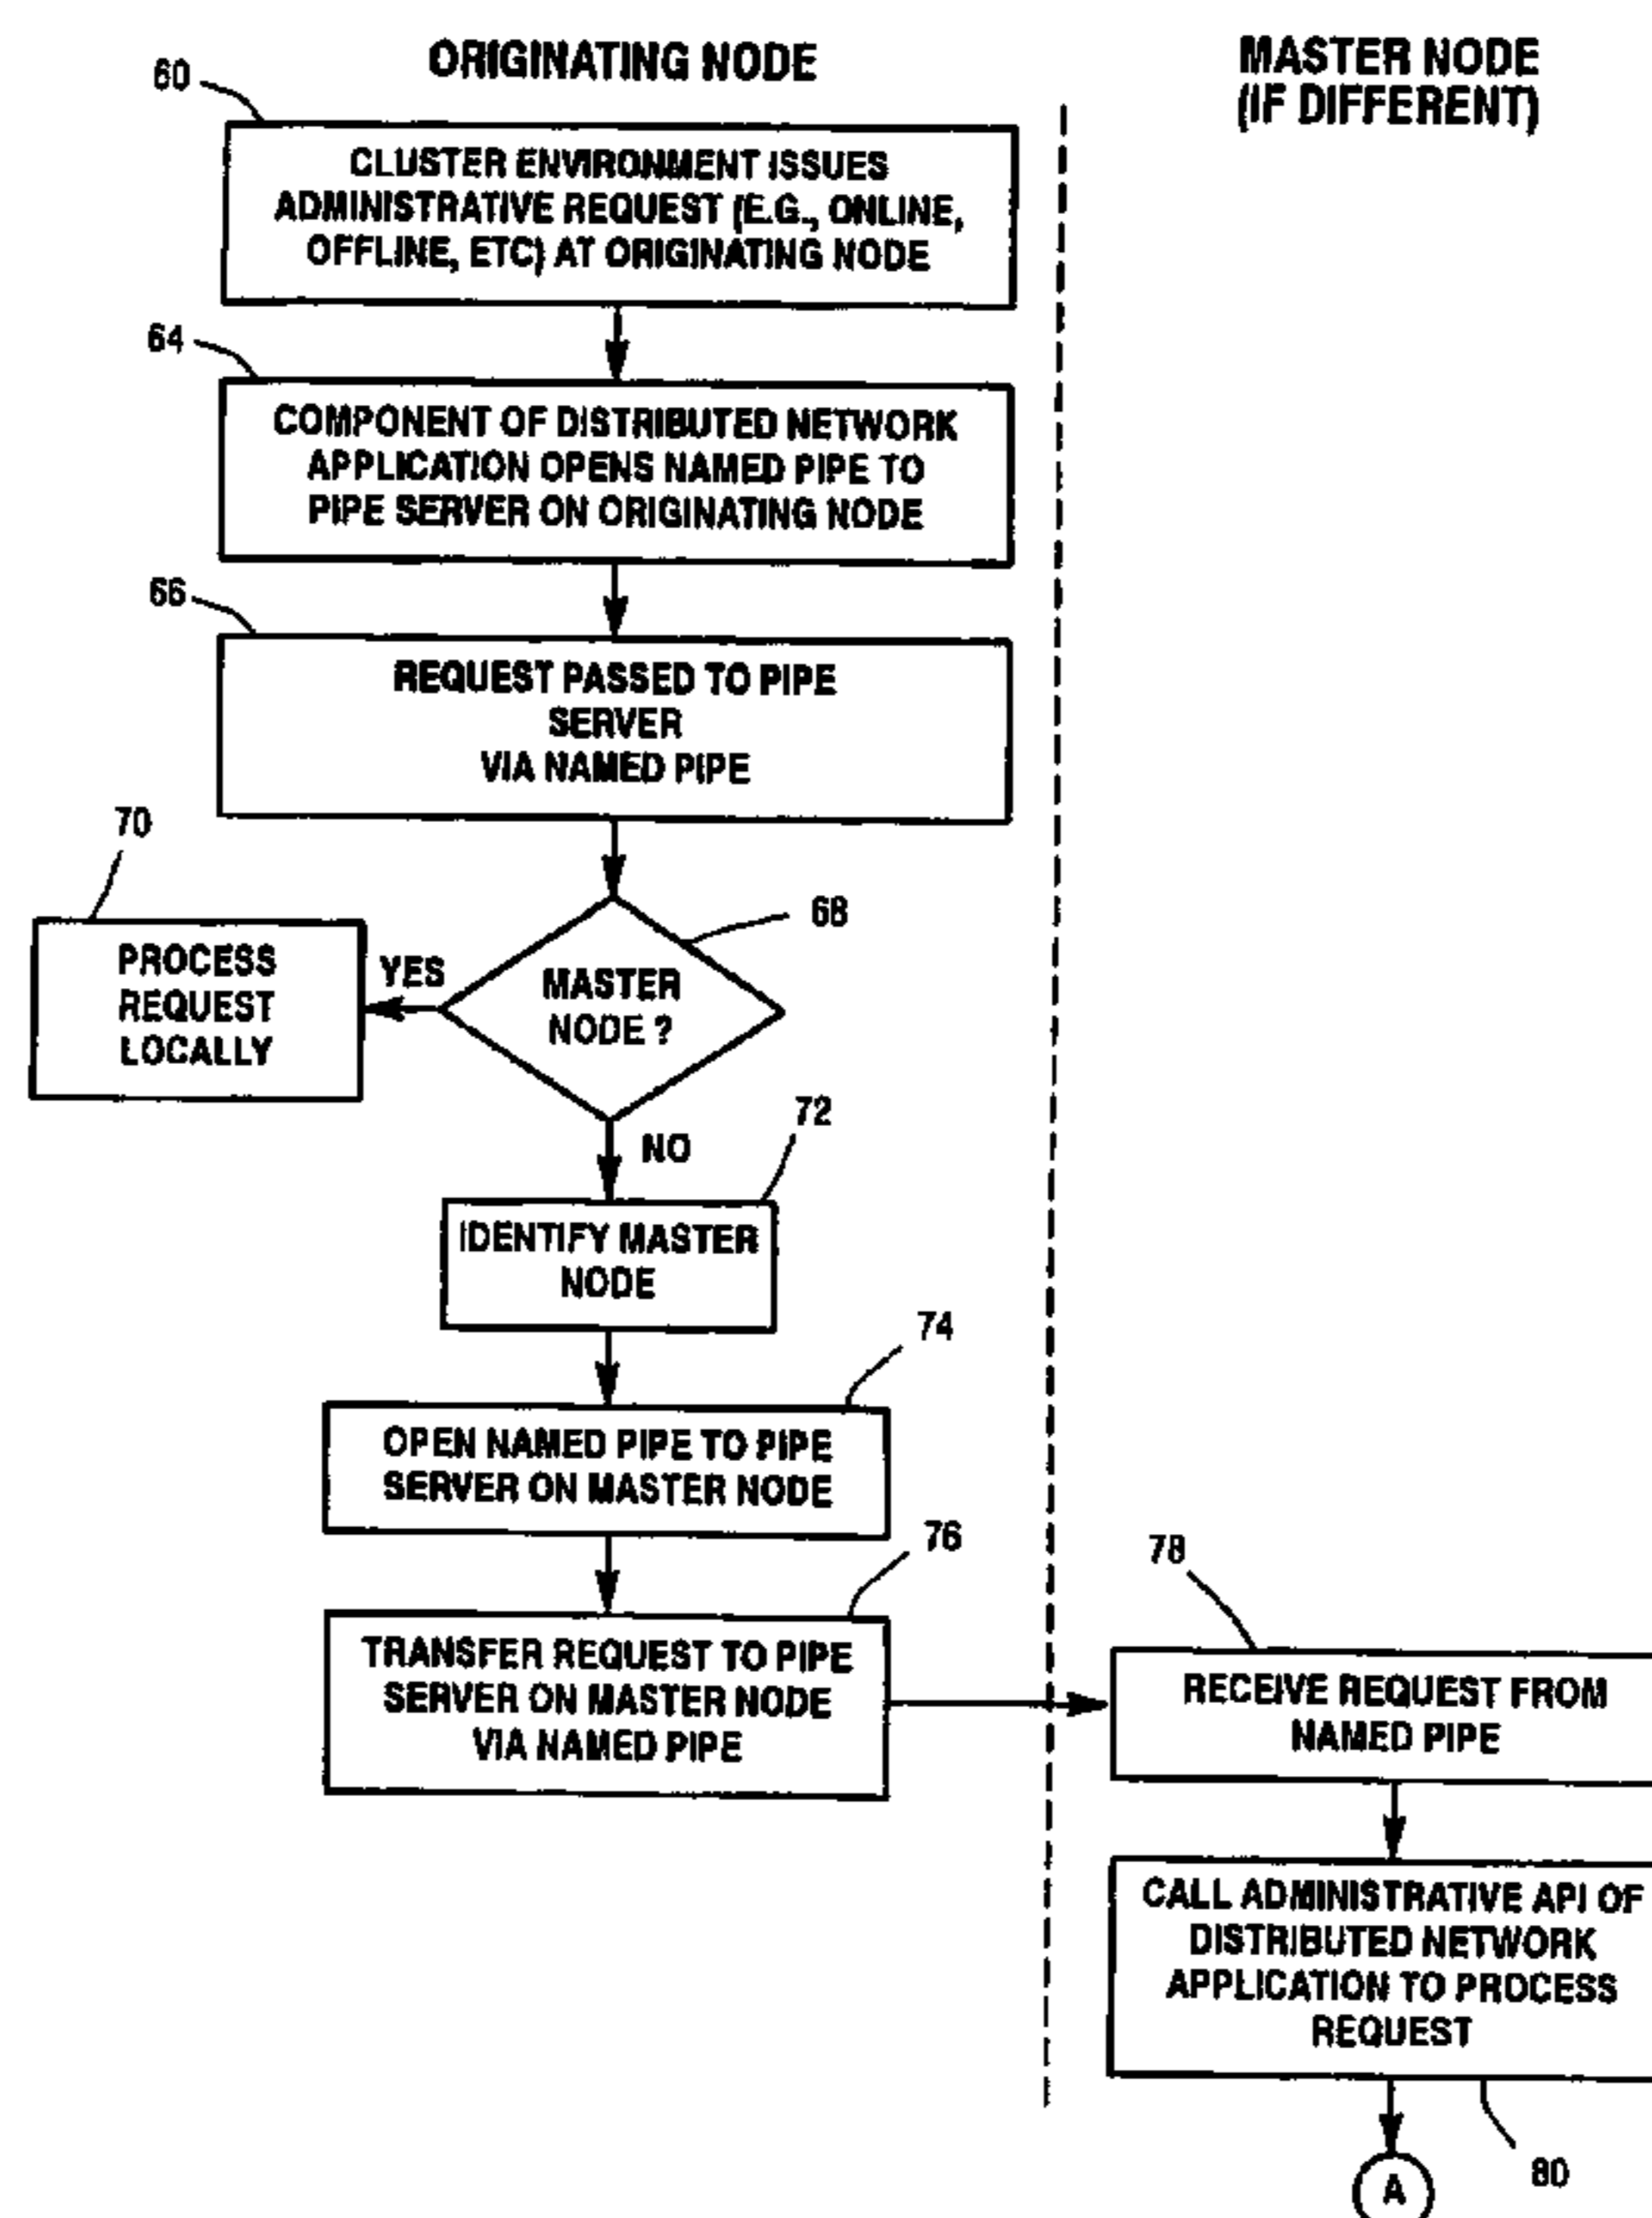 ORIGINATING NODE
MASTER NODE
(IF DIFFERENT)
60
CLUSTER ENVIRONMENT ISSUES
ADMINISTRATIVE REQUEST (E.G., ONLINE,
OFFLINE, ETC) AT ORIGINATING NODE
64
COMPONENT OF DISTRIBUTED NETWORK
APPLICATION OPENS NAMED PIPE TO
PIPE SERVER ON ORIGINATING NODE
66
REQUEST PASSED TO PIPE
SERVER
VIA NAMED PIPE
70
68
PROCESS
REQUEST
LOCALLY
YES
MASTER
NODE ?
NO
72
IDENTIFY MASTER
NODE
74
OPEN NAMED PIPE TO PIPE
SERVER ON MASTER NODE
76
TRANSFER REQUEST TO PIPE
SERVER ON MASTER NODE
VIA NAMED PIPE
78
RECEIVE REQUEST FROM
NAMED PIPE
CALL ADMINISTRATIVE API OF
DISTRIBUTED NETWORK
APPLICATION TO PROCESS
REQUEST
80
A